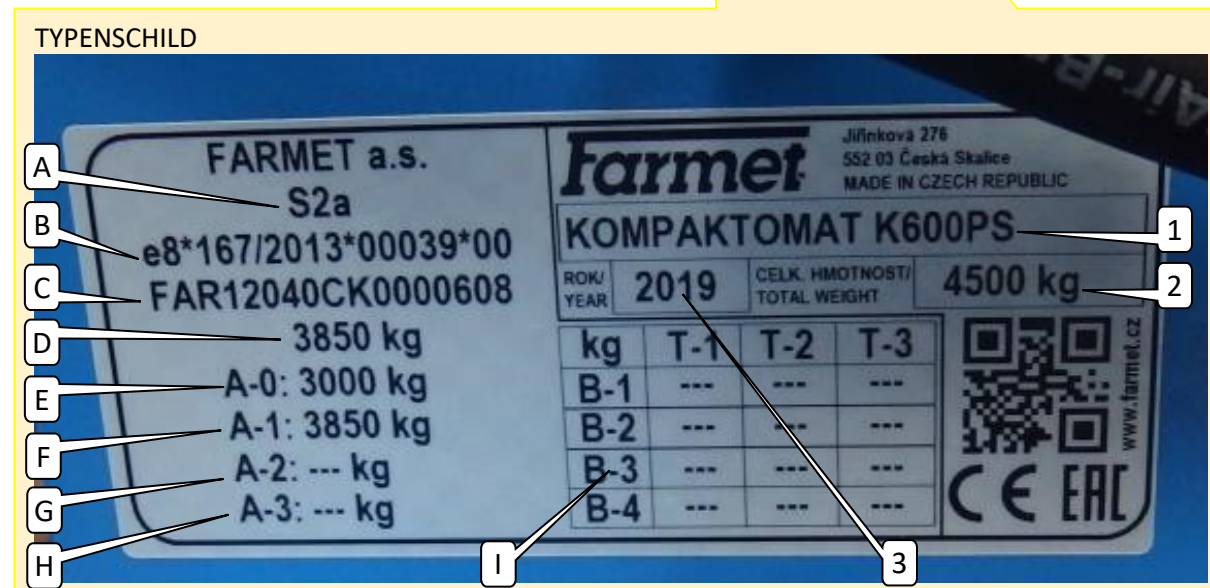 TYPENSCHILD
Air-B
FARMET a.s.
S2a
e8*167/2013*00039*00
FAR12040CK0000608
3850 kg
A-0: 3000 kg
A-1: 3850 kg
A-2: --- kg
A-3: --- kg
Farmet
Jiřinkova 276
552 03 Česká Skalice
MADE IN CZECH REPUBLIC
KOMPAKTOMAT K600PS
ROK/
YEAR
2019
CELK. HMOTNOST/
TOTAL WEIGHT
4500 kg
kg T-1 T-2 T-3
B-1 --- --- ---
B-2 --- --- ---
B-3 --- --- ---
B-4 --- --- ---
www.farmet.cz
CE EAC
A
B
C
D
E
F
G
H
I
1
2
3